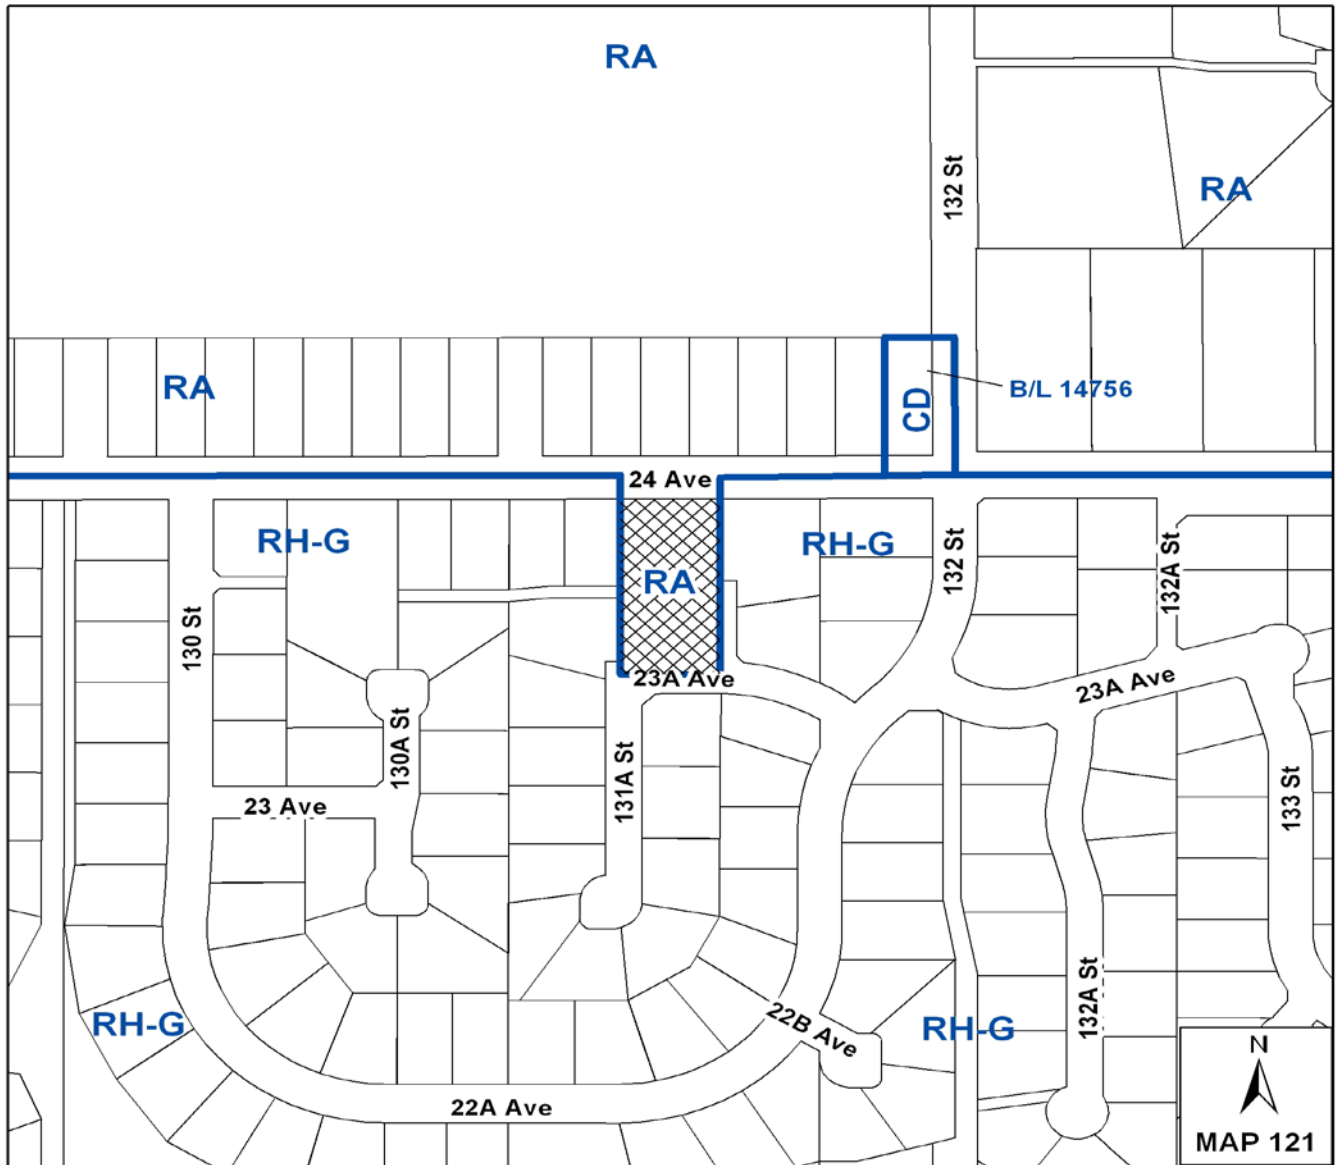 RA
132 St
RA
RA
CD
B/L 14756
24 Ave
RH-G
RH-G
RA
132 St
132A St
130 St
23A Ave
23A Ave
130A St
131A St
133 St
23 Ave
132A St
RH-G
22B Ave
RH-G
22A Ave
N
MAP 121